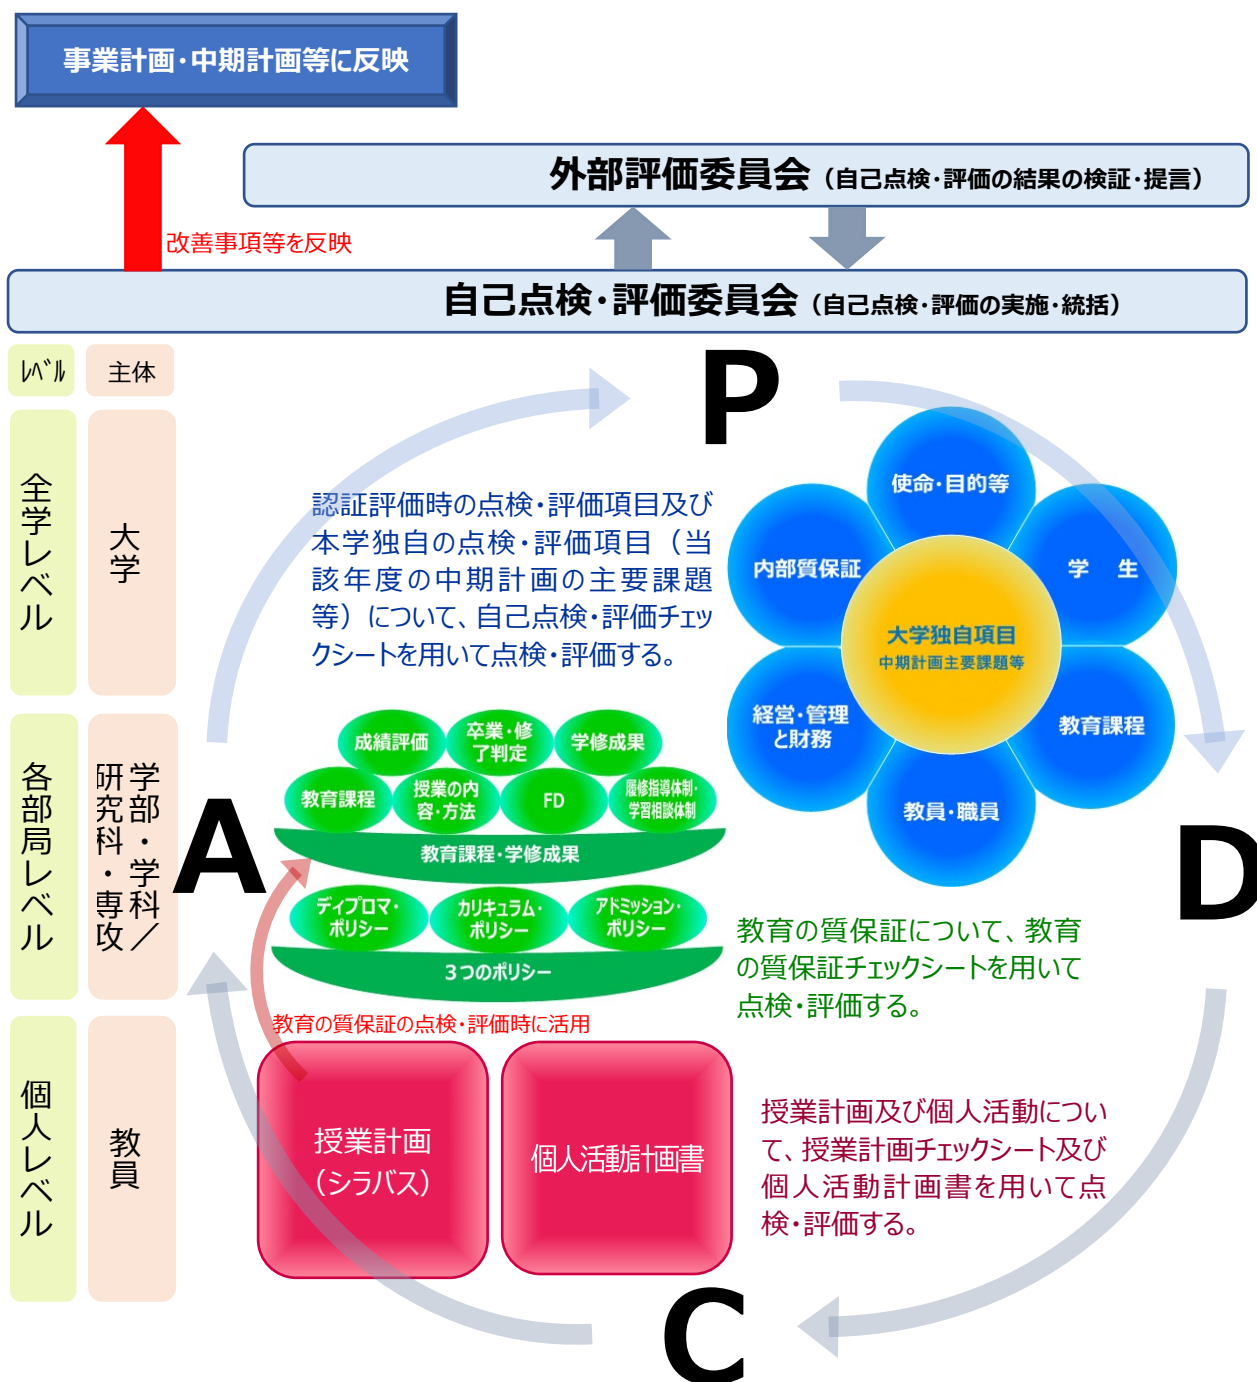 事業計画・中期計画等に反映
外部評価委員会（自己点検・評価の結果の検証・提言）
改善事項等を反映
自己点検・評価委員会（自己点検・評価の実施・統括）
ﾚﾍﾞﾙ
主体
P
全学レベル
大学
認証評価時の点検・評価項目及び
本学独自の点検・評価項目（当
該年度の中期計画の主要課題
等）について、自己点検・評価チェッ
クシートを用いて点検・評価する。
使命・目的等
内部質保証
学　生
大学独自項目
中期計画主要課題等
経営・管理
と財務
教育課程
教員・職員
各部局レベル
学部・学科／
研究科・専攻
A
成績評価
卒業・修
了判定
学修成果
教育課程
授業の内
容・方法
FD
履修指導体制・
学習相談体制
教育課程・学修成果
ディプロマ・
ポリシー
カリキュラム・
ポリシー
アドミッション・
ポリシー
３つのポリシー
D
教育の質保証について、教育
の質保証チェックシートを用いて
点検・評価する。
教育の質保証の点検・評価時に活用
個人レベル
教員
授業計画
（シラバス）
個人活動計画書
授業計画及び個人活動につい
て、授業計画チェックシート及び
個人活動計画書を用いて点
検・評価する。
C